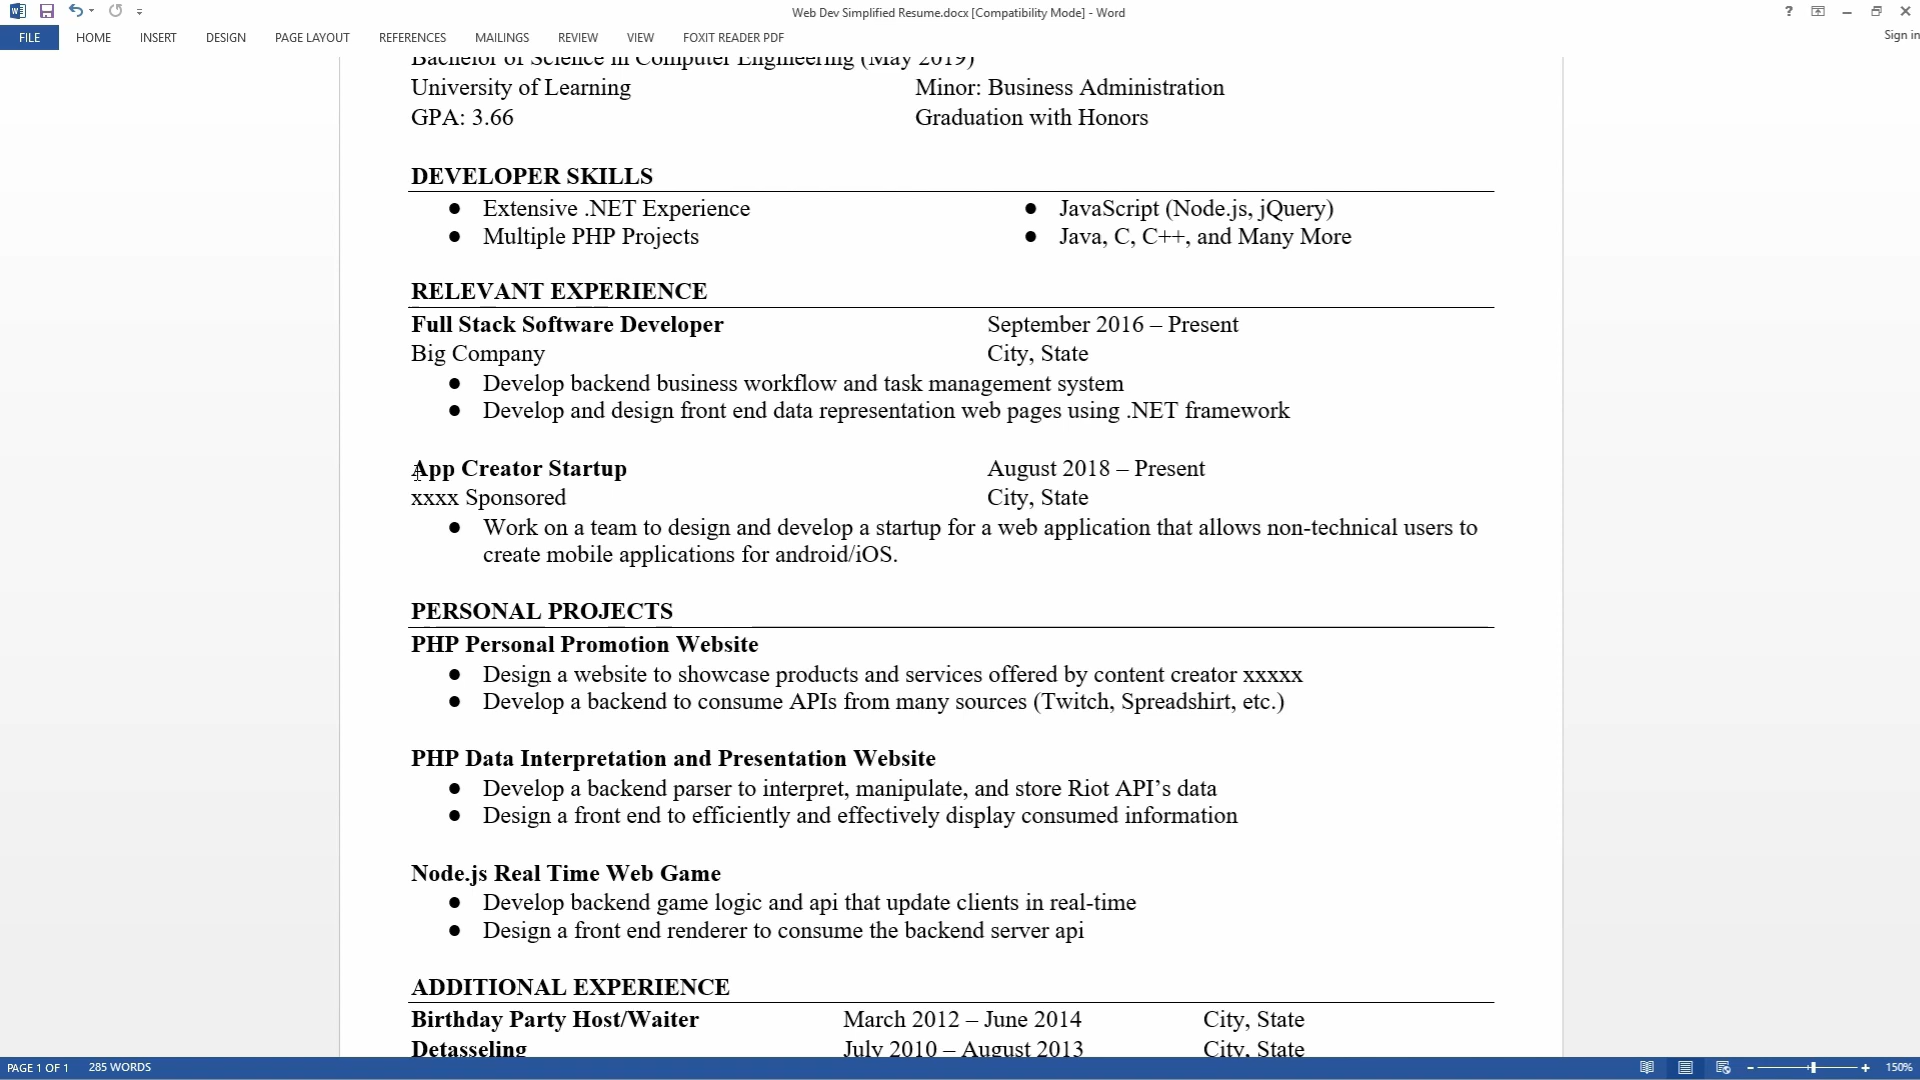 Web Dev Simplified Resume.docx [Compatibility Mode] - Word
FILE HOME INSERT DESIGN PAGE LAYOUT REFERENCES MAILINGS REVIEW VIEW FOXIT READER PDF Sign in
Bachelor of Science in Computer Engineering (May 2019)
University of Learning Minor: Business Administration
GPA: 3.66 Graduation with Honors
DEVELOPER SKILLS
● Extensive .NET Experience ● JavaScript (Node.js, jQuery)
● Multiple PHP Projects ● Java, C, C++, and Many More
RELEVANT EXPERIENCE
Full Stack Software Developer September 2016 – Present
Big Company City, State
● Develop backend business workflow and task management system
● Develop and design front end data representation web pages using .NET framework
App Creator Startup August 2018 – Present
xxxx Sponsored City, State
● Work on a team to design and develop a startup for a web application that allows non-technical users to
create mobile applications for android/iOS.
PERSONAL PROJECTS
PHP Personal Promotion Website
● Design a website to showcase products and services offered by content creator xxxxx
● Develop a backend to consume APIs from many sources (Twitch, Spreadshirt, etc.)
PHP Data Interpretation and Presentation Website
● Develop a backend parser to interpret, manipulate, and store Riot API’s data
● Design a front end to efficiently and effectively display consumed information
Node.js Real Time Web Game
● Develop backend game logic and api that update clients in real-time
● Design a front end renderer to consume the backend server api
ADDITIONAL EXPERIENCE
Birthday Party Host/Waiter March 2012 – June 2014 City, State
Detasseling July 2010 – August 2013 City, State
PAGE 1 OF 1 285 WORDS 150%